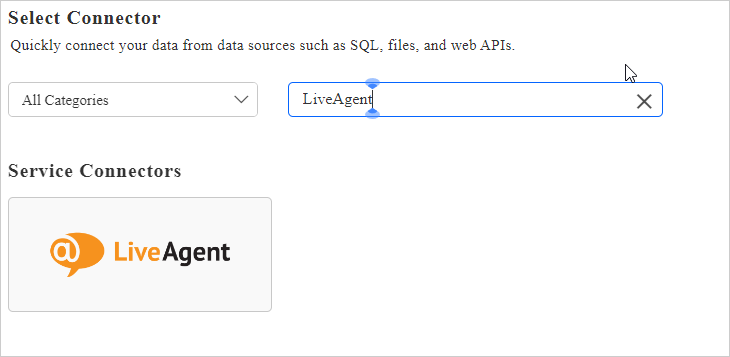 Select Connector
Quickly connect your data from data sources such as SQL, files, and web APIs.
All Categories
LiveAgent
Service Connectors
@ LiveAgent